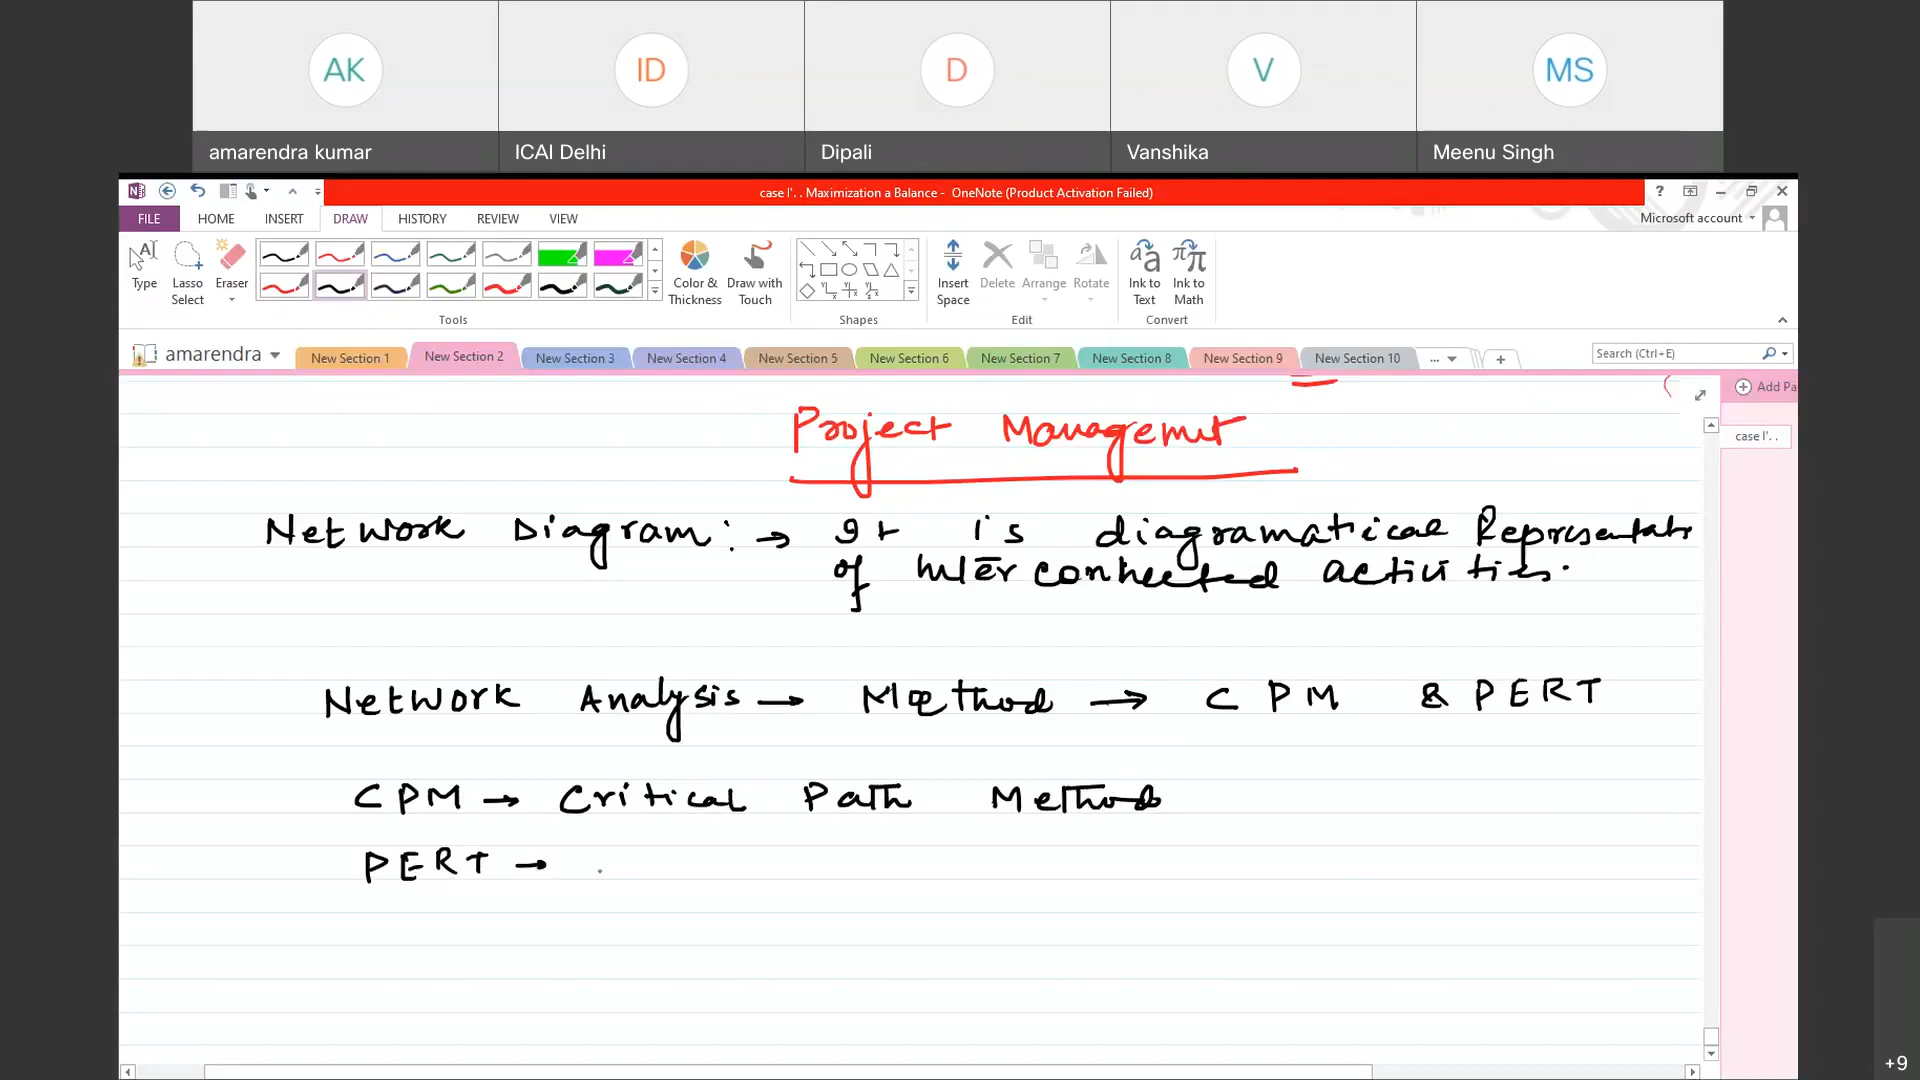 AK ID D V MS
amarendra kumar ICAI Delhi Dipali Vanshika Meenu Singh
case I'. . Maximization a Balance - OneNote (Product Activation Failed)
?
FILE HOME INSERT DRAW HISTORY REVIEW VIEW
Microsoft account
Type Lasso Select Eraser Color & Thickness Draw with Touch Insert Space Delete Arrange Rotate Ink to Text Ink to Math
Tools Shapes Edit Convert
amarendra New Section 1 New Section 2 New Section 3 New Section 4 New Section 5 New Section 6 New Section 7 New Section 8 New Section 9 New Section 10 ... + Search (Ctrl+E)
Add Pa
case I'. .
Project Managemnt
Network Diagram : → It is diagramatical Representat
of Inter connected activities.
Network Analysis → Method → CPM & PERT
CPM → Critical Path Method
PERT →
+9